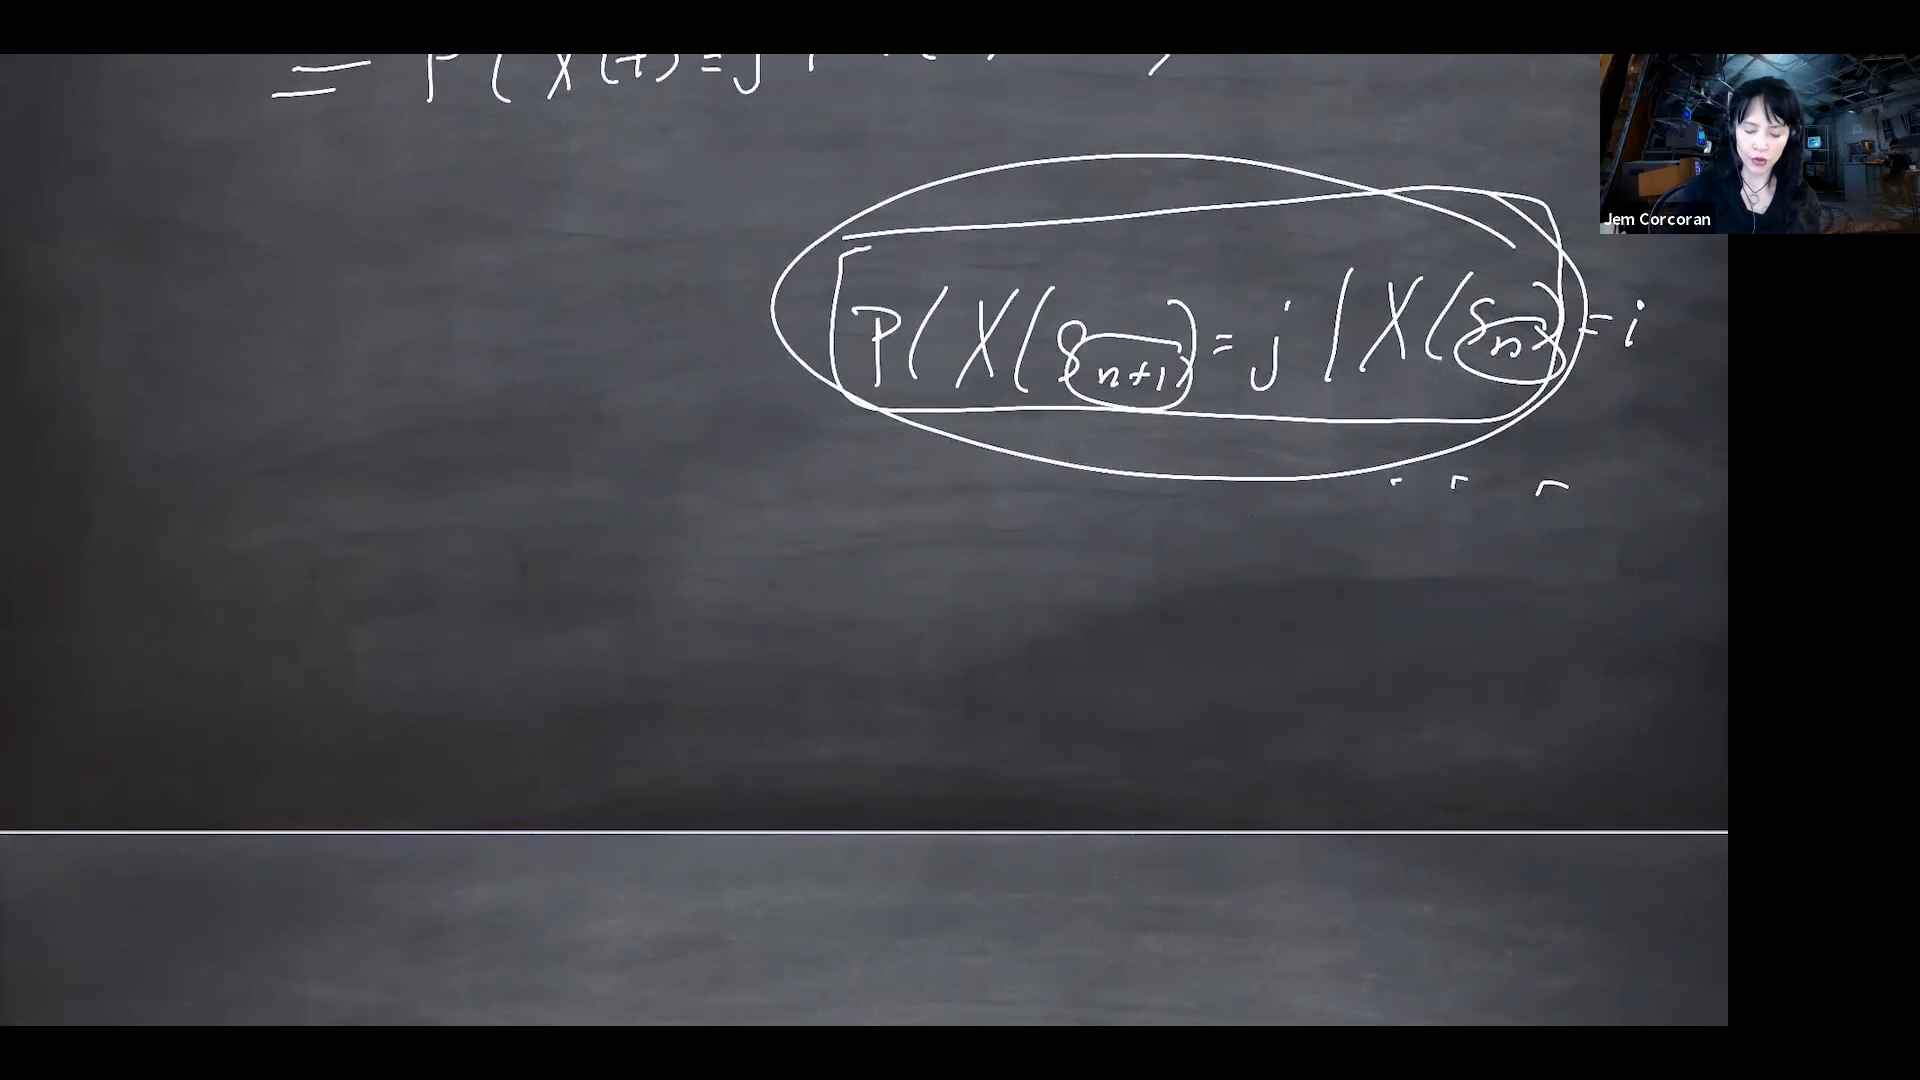 = P(X(t)=j
Jem Corcoran
P(X(s_{n+1})=j | X(s_n)=i